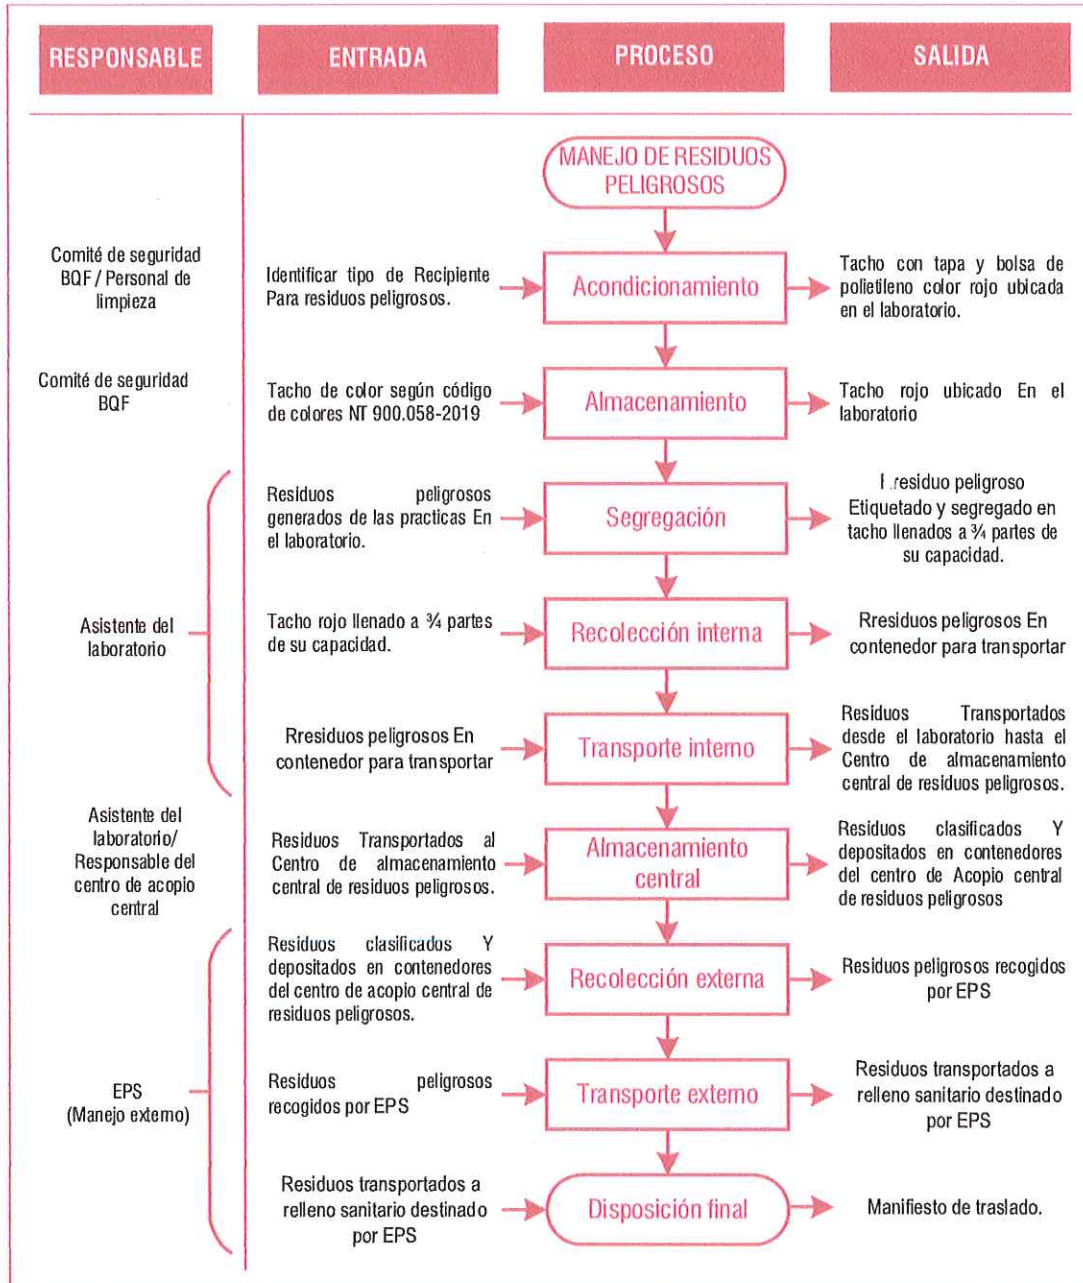 RESPONSABLE
ENTRADA
PROCESO
SALIDA
MANEJO DE RESIDUOS
PELIGROSOS
Comité de seguridad
BQF / Personal de
limpieza
Identificar tipo de Recipiente
Para residuos peligrosos.
Acondicionamiento
Tacho con tapa y bolsa de
polietileno color rojo ubicada
en el laboratorio.
Comité de seguridad
BQF
Tacho de color según código
de colores NT 900.058-2019
Almacenamiento
Tacho rojo ubicado En el
laboratorio
Asistente del
laboratorio
Residuos peligrosos
generados de las practicas En
el laboratorio.
Segregación
residuo peligroso
Etiquetado y segregado en
tacho llenados a ¾ partes de
su capacidad.
Tacho rojo llenado a ¾ partes
de su capacidad.
Recolección interna
Rresiduos peligrosos En
contenedor para transportar
Rresiduos peligrosos En
contenedor para transportar
Transporte interno
Residuos Transportados
desde el laboratorio hasta el
Centro de almacenamiento
central de residuos peligrosos.
Asistente del
laboratorio/
Responsable del
centro de acopio
central
Residuos Transportados al
Centro de almacenamiento
central de residuos peligrosos.
Almacenamiento
central
Residuos clasificados Y
depositados en contenedores
del centro de Acopio central
de residuos peligrosos
EPS
(Manejo externo)
Residuos clasificados Y
depositados en contenedores
del centro de acopio central de
residuos peligrosos.
Recolección externa
Residuos peligrosos recogidos
por EPS
Residuos peligrosos
recogidos por EPS
Transporte externo
Residuos transportados a
relleno sanitario destinado
por EPS
Residuos transportados a
relleno sanitario destinado
por EPS
Disposición final
Manifiesto de traslado.